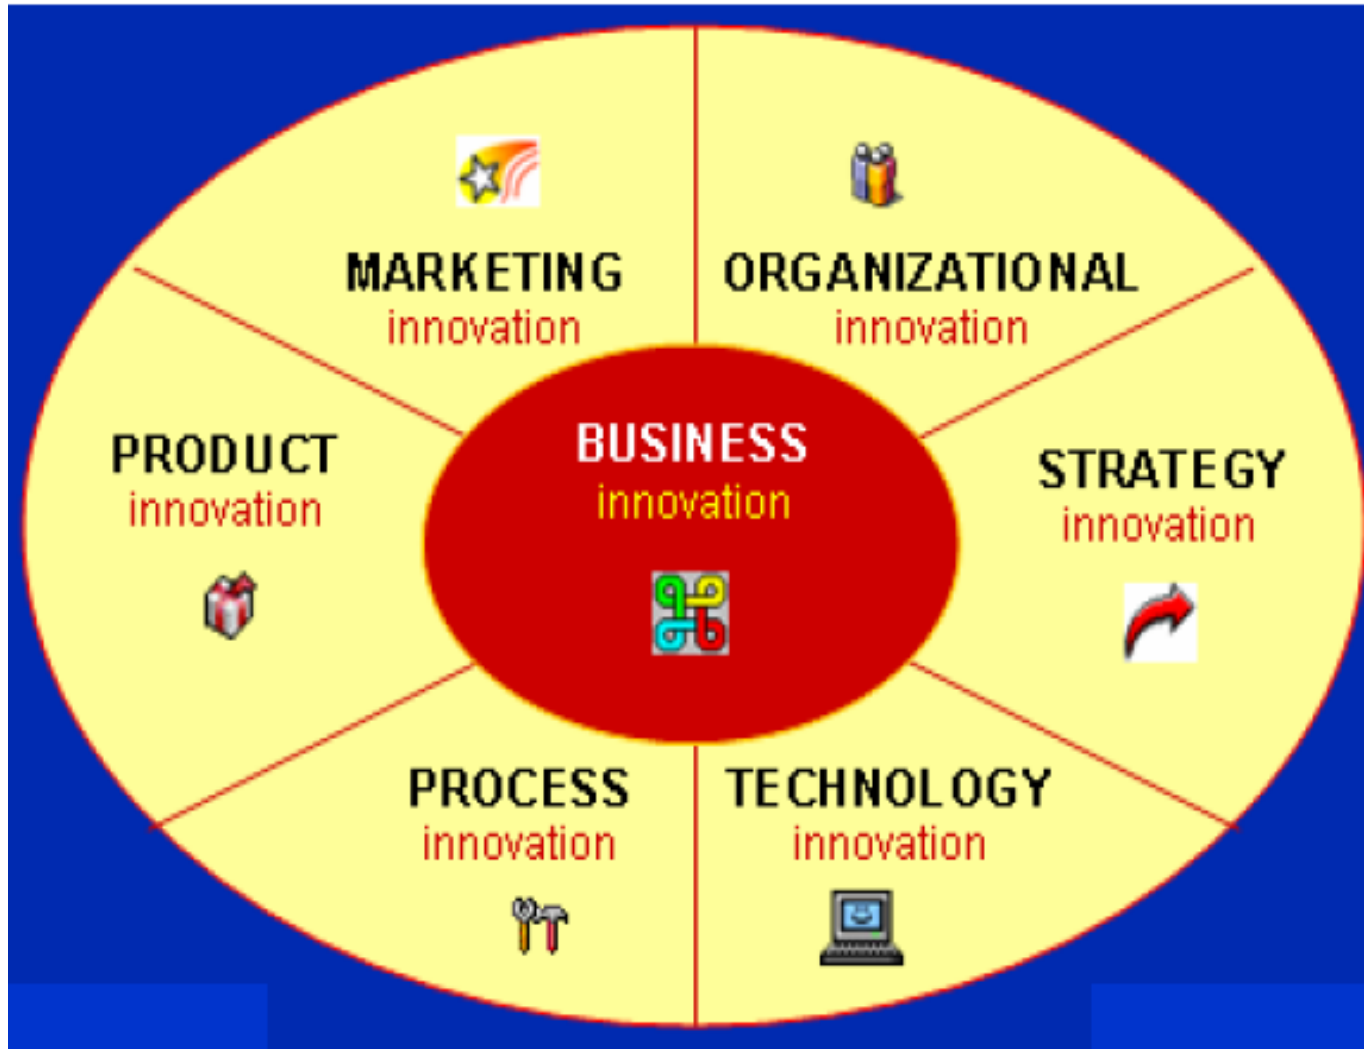 MARKETING
innovation
ORGANIZATIONAL
innovation
PRODUCT
innovation
BUSINESS
innovation
STRATEGY
innovation
PROCESS
innovation
TECHNOLOGY
innovation